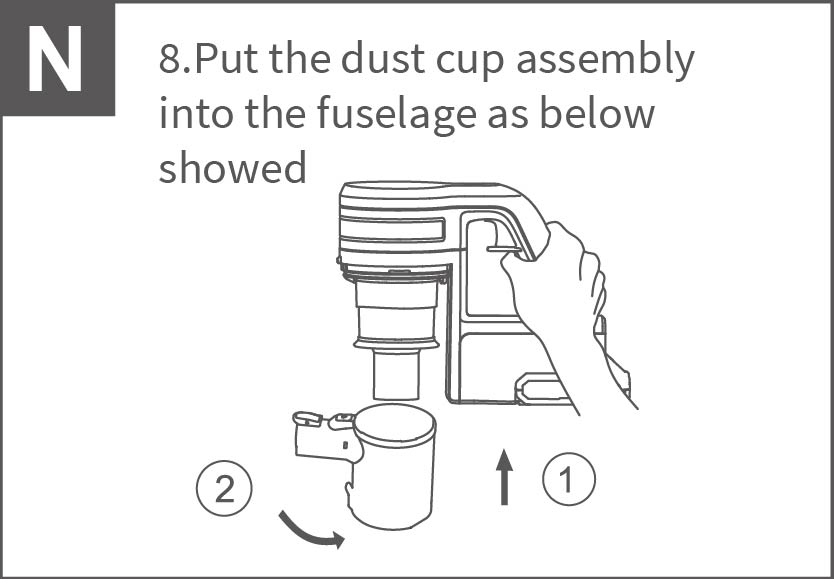 N
8.Put the dust cup assembly
into the fuselage as below
showed
2
1